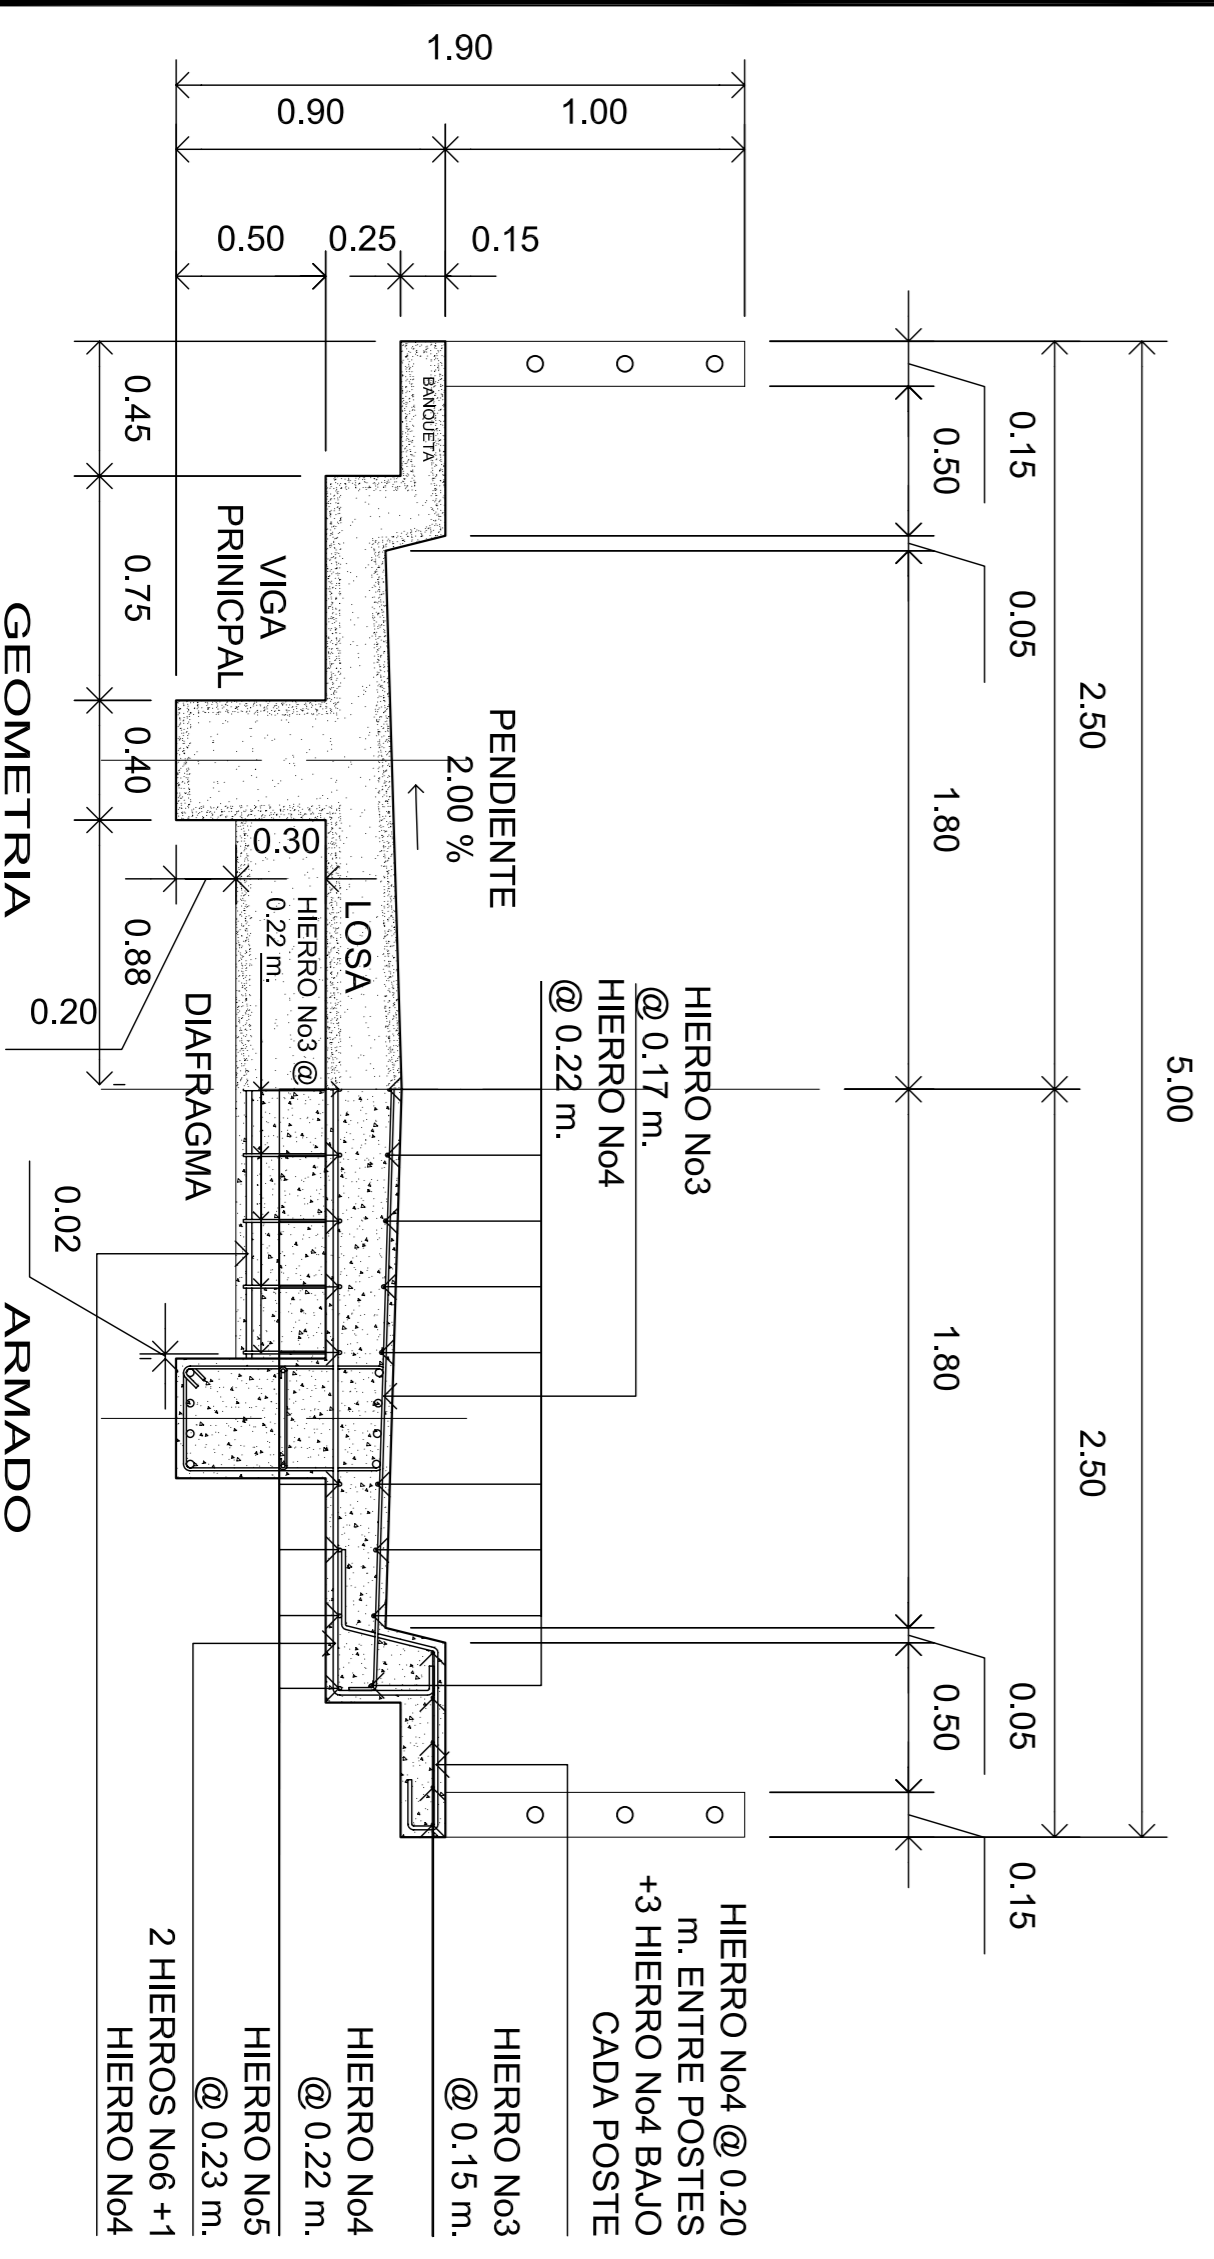 5.00
2.50
2.50
0.15
0.05
0.05
0.15
0.50
1.80
1.80
0.50
1.90
0.90
1.00
0.50
0.25
0.15
BANQUETA
PENDIENTE
2.00 %
VIGA
PRINICPAL
LOSA
0.30
HIERRO No3 @
0.22 m.
DIAFRAGMA
0.45
0.75
0.40
0.88
0.20
0.02
HIERRO No3
@ 0.17 m.
HIERRO No4
@ 0.22 m.
HIERRO No4 @ 0.20
m. ENTRE POSTES
+3 HIERRO No4 BAJO
CADA POSTE
HIERRO No3
@ 0.15 m.
HIERRO No4
@ 0.22 m.
HIERRO No5
@ 0.23 m.
2 HIERROS No6 +1
HIERRO No4
GEOMETRIA
ARMADO